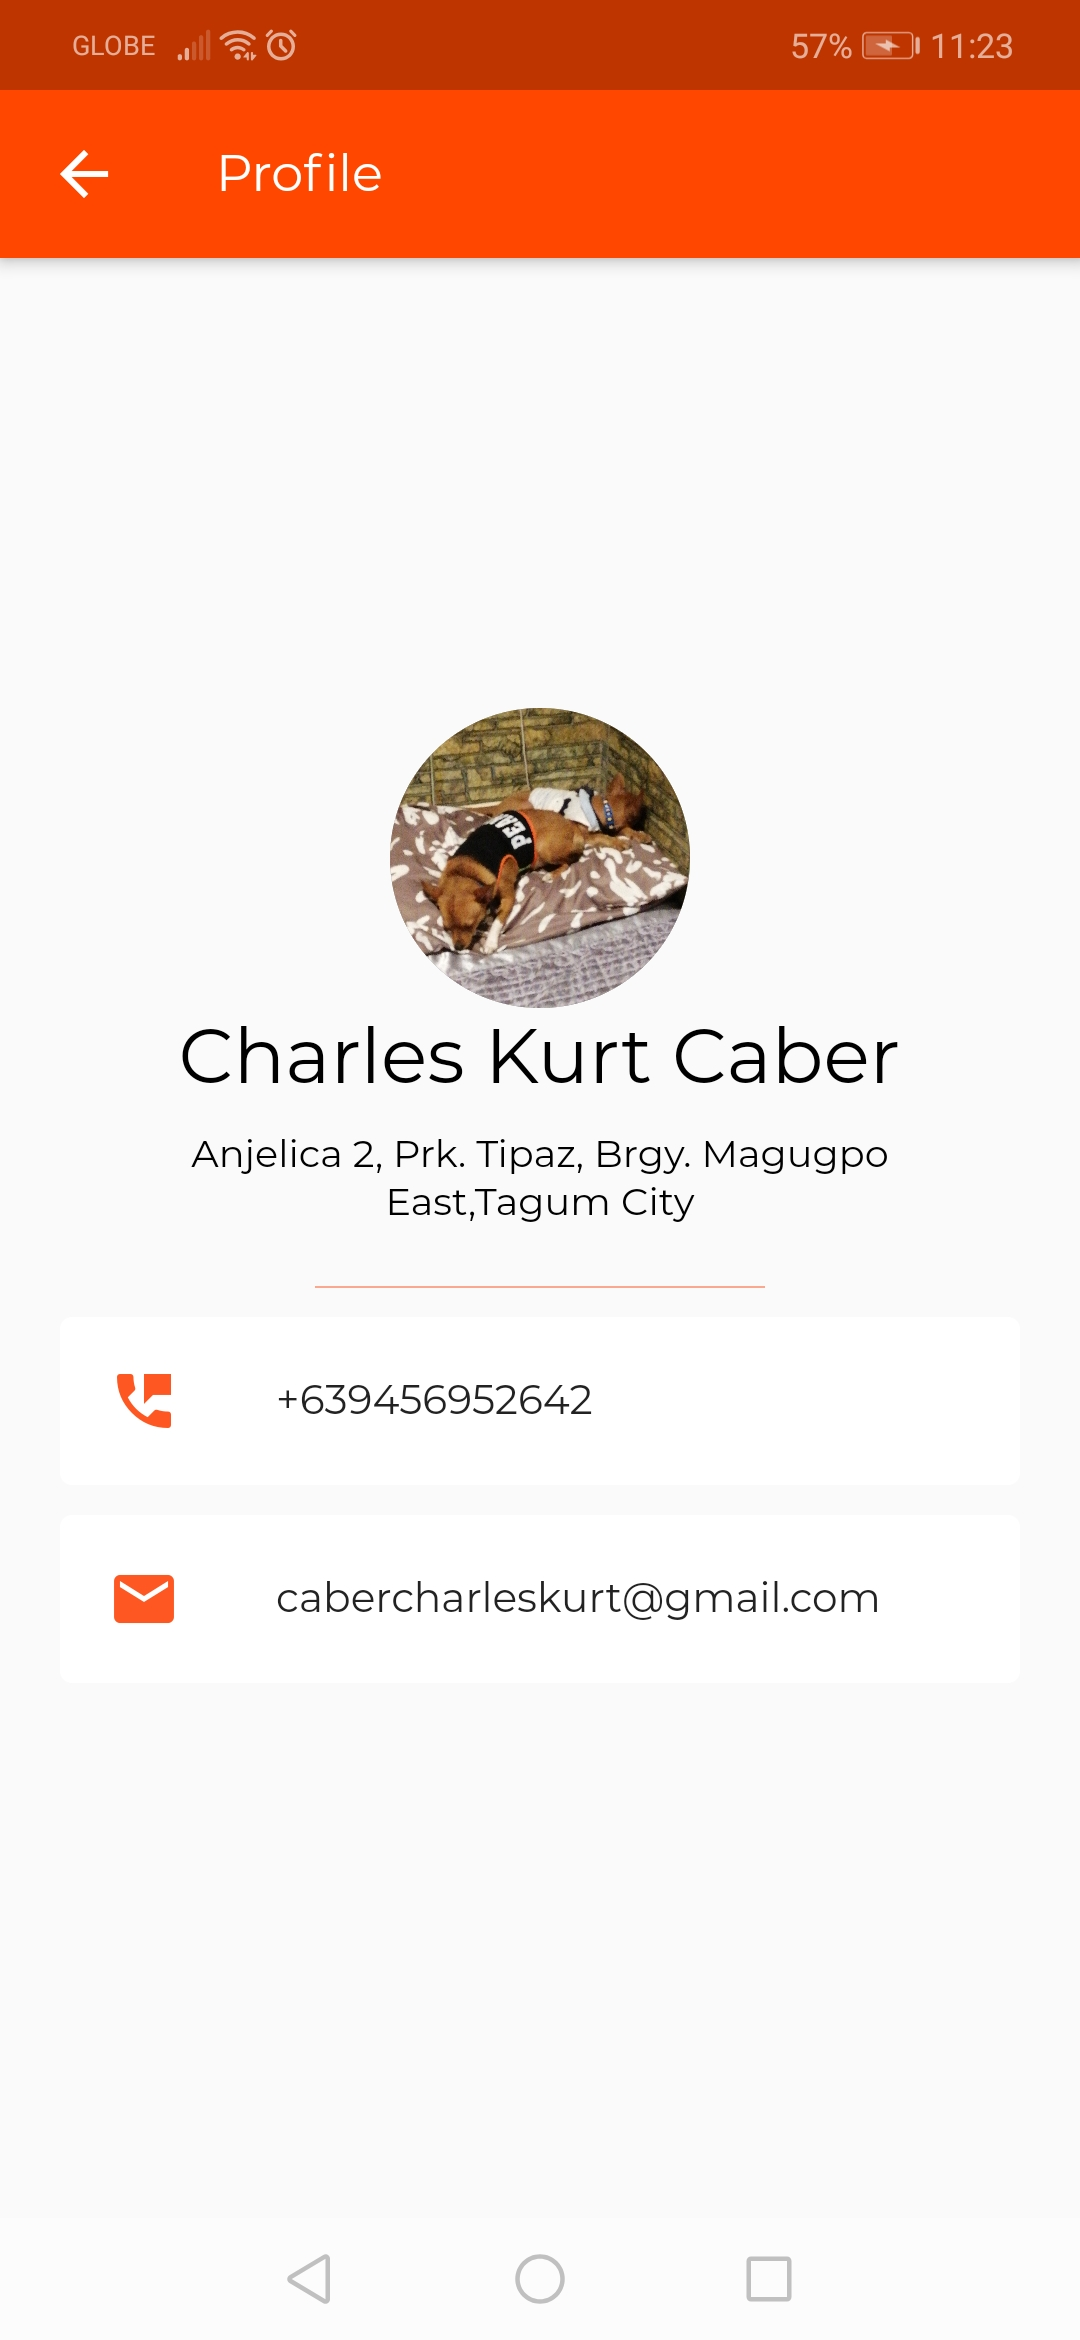 GLOBE 57% 11:23
Profile
Charles Kurt Caber
Anjelica 2, Prk. Tipaz, Brgy. Magugpo
East,Tagum City
+639456952642
cabercharleskurt@gmail.com